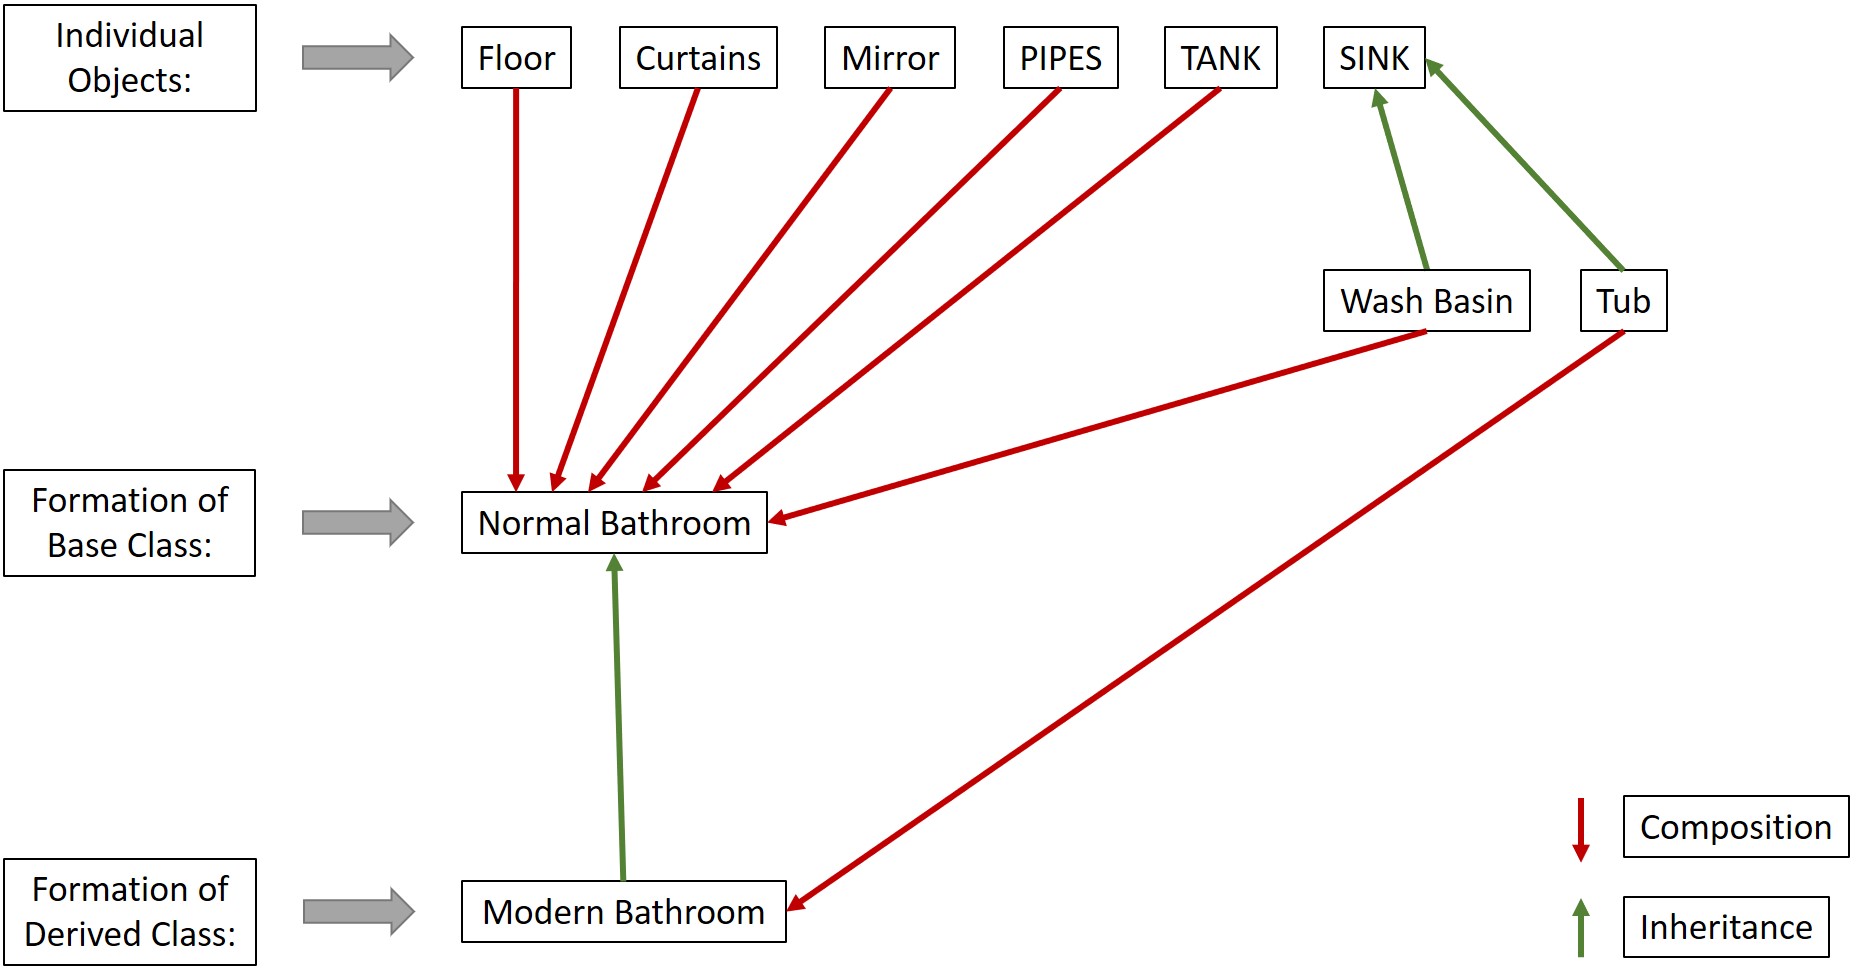 Individual
Objects:
Floor
Curtains
Mirror
PIPES
TANK
SINK
Wash Basin
Tub
Formation of
Base Class:
Normal Bathroom
Composition
Formation of
Derived Class:
Modern Bathroom
Inheritance